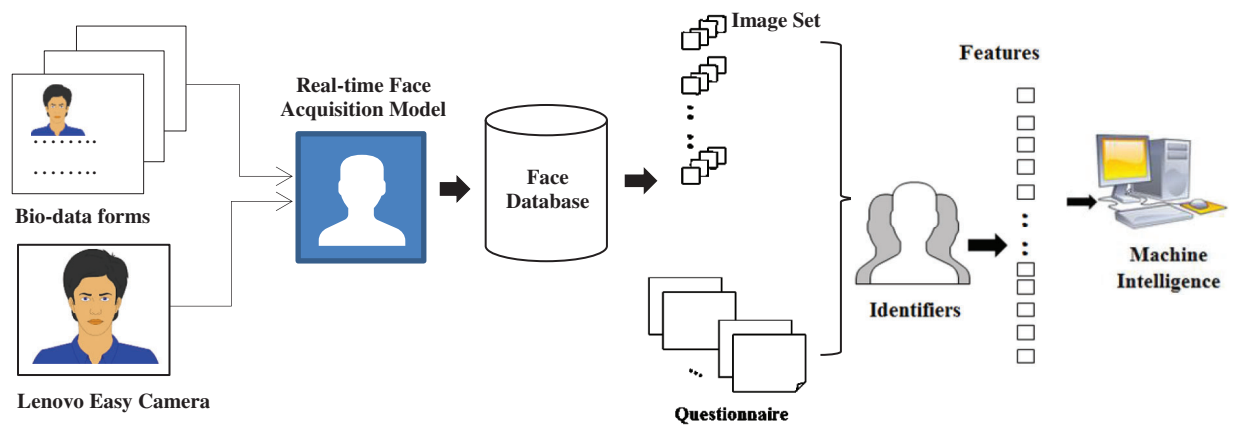 Bio-data forms
Lenovo Easy Camera
Real-time Face
Acquisition Model
Face
Database
Image Set
Questionnaire
Identifiers
Features
Machine
Intelligence